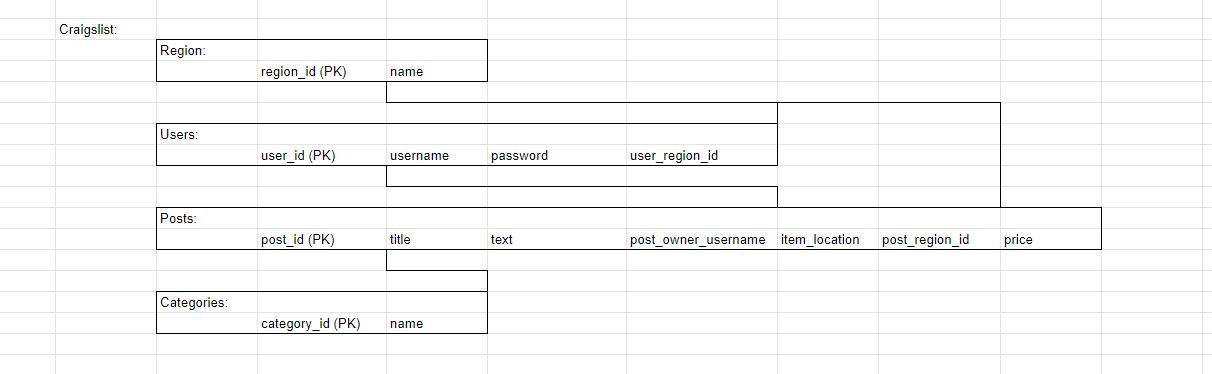 Craigslist:
Region:
region_id (PK) name
Users:
user_id (PK) username password user_region_id
Posts:
post_id (PK) title text post_owner_username item_location post_region_id price
Categories:
category_id (PK) name